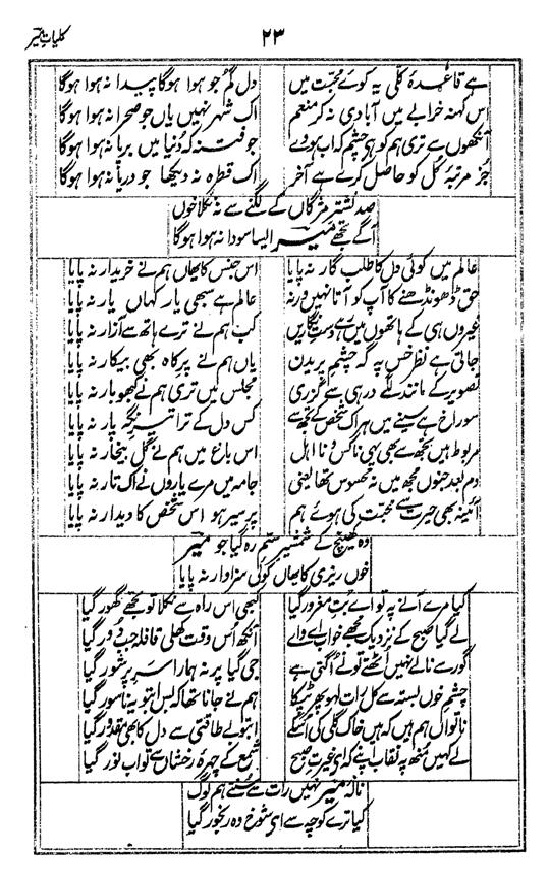 کلیاتِ میر
۲۳
ہے قاعدۂ کلی یہ کوئے محبت میں دل گم جو ہوا ہوگا پیدا نہ ہوا ہوگا
اس کہنہ خرابے میں آبادی نہ کر منعم اک شہر نہیں یاں جو صحرا نہ ہوا ہوگا
آنکھوں سے تری ہم کو ہے چشم کہ اب ہووے جو فتنہ کہ دنیا میں برپا نہ ہوا ہوگا
جز مرتبۂ کل کو حاصل کرے ہے آخر اک قطرہ نہ دیکھا جو دریا نہ ہوا ہوگا
صد نشترِ مژگاں کے لگنے سے نہ نکلا خوں
آگے تجھے میر ایسا سودا نہ ہوا ہوگا
عالم میں کوئی دل کا طلب گار نہ پایا اس جنس کا یھاں ہم نے خریدار نہ پایا
حق ڈھونڈھنے کا آپ کو آتا نہیں ورنہ عالم ہے سبھی یار کہاں یار نہ پایا
غیروں ہی کے ہاتھوں میں رہے دستِ نگاریں کب ہم نے ترے ہاتھ سے آزار نہ پایا
جاتی ہے نظر خس پہ گہ چشم پریدن یاں ہم نے پرِ کاہ بھی بیکار نہ پایا
تصویر کے مانند لگے در ہی سے گزری مجلس میں تری ہم نے کبھو بار نہ پایا
سوراخ ہے سینے میں ہر اک شخص کے تجھ سے کس دل کے ترا تیرِ نگہ پار نہ پایا
مربوط ہیں تجھ سے بھی یہی ناکس و نااہل اس باغ میں ہم نے گلِ بیخار نہ پایا
دم بعد جنوں مجھ میں نہ محسوس تھا یعنی جامہ میں مرے یاروں نے اک تار نہ پایا
آئینہ بھی حیرت سے محبت کی ہوئے ہم پر سیر ہو اس شخص کا دیدار نہ پایا
وہ کھینچ کے شمشیر ستم رہ گیا جو میر
خوں ریزی کا یھاں کوئی سزاوار نہ پایا
کیا مرے آنے پہ تو اے بتِ مغرور گیا کبھی اس راہ سے نکلا تو تجھے گھور گیا
لے گیا صبح کے نزدیک مجھے خواب اے وائے آنکھ اس وقت کھلی قافلہ جب دور گیا
گور سے نالے نہیں اٹھتے تو نے اگتی ہے جی گیا پر نہ ہمارا سرِ پرشور گیا
چشمِ خوں بستہ سے کل رات لہو پھر ٹپکا ہم نے جانا تھا کہ بس اب تو یہ ناسور گیا
ناتواں ہم ہیں کہ ہیں خاک گلی کی اسکے اب تو بے طاقتی سے دل کا بھی مقدور گیا
لے کہیں منھ پہ نقاب اپنے کہ اے غیرتِ صبح شمع کے چہرۂ رخشاں سے تو اب نور گیا
نالۂ میر نہیں رات سے سنتے ہم لوگ
کیا ترے کوچہ سے اے شوخ وہ رنجور گیا